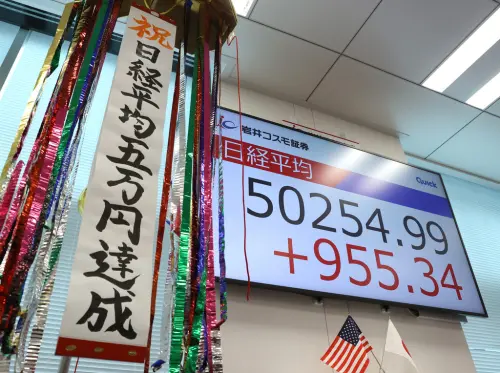 祝
日経平均五万円達成
岩井コスモ証券
日経平均
Quick
50254.99
+955.34